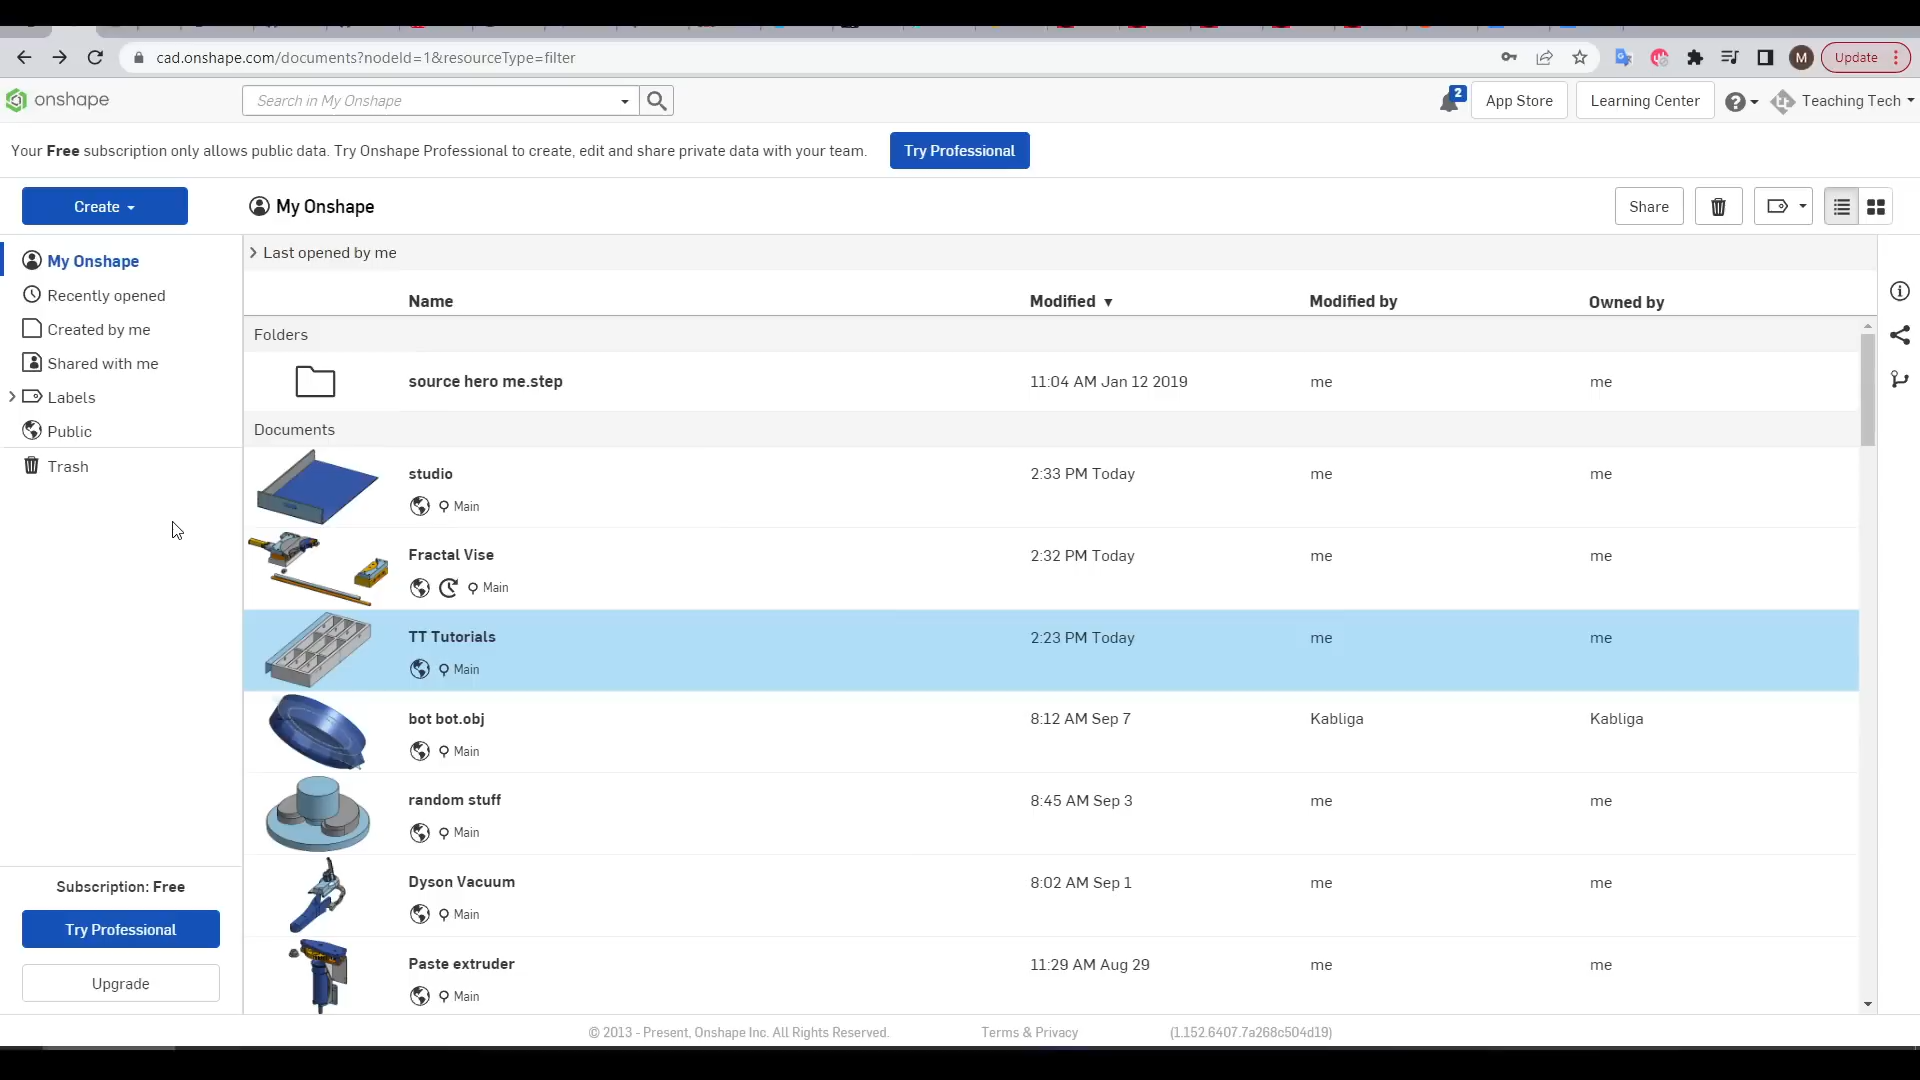 cad.onshape.com/documents?nodeId=1&resourceType=filter
M
Update
onshape
Search in My Onshape
2
App Store
Learning Center
?
Teaching Tech
Your Free subscription only allows public data. Try Onshape Professional to create, edit and share private data with your team.
Try Professional
Create
My Onshape
Share
My Onshape
Recently opened
Created by me
Shared with me
Labels
Public
Trash
Last opened by me
Name Modified Modified by Owned by
Folders
source hero me.step 11:04 AM Jan 12 2019 me me
Documents
studio 2:33 PM Today me me
Main
Fractal Vise 2:32 PM Today me me
Main
TT Tutorials 2:23 PM Today me me
Main
bot bot.obj 8:12 AM Sep 7 Kabliga Kabliga
Main
random stuff 8:45 AM Sep 3 me me
Main
Dyson Vacuum 8:02 AM Sep 1 me me
Main
Paste extruder 11:29 AM Aug 29 me me
Main
Subscription: Free
Try Professional
Upgrade
© 2013 - Present, Onshape Inc. All Rights Reserved. Terms & Privacy (1.152.6407.7a268c504d19)